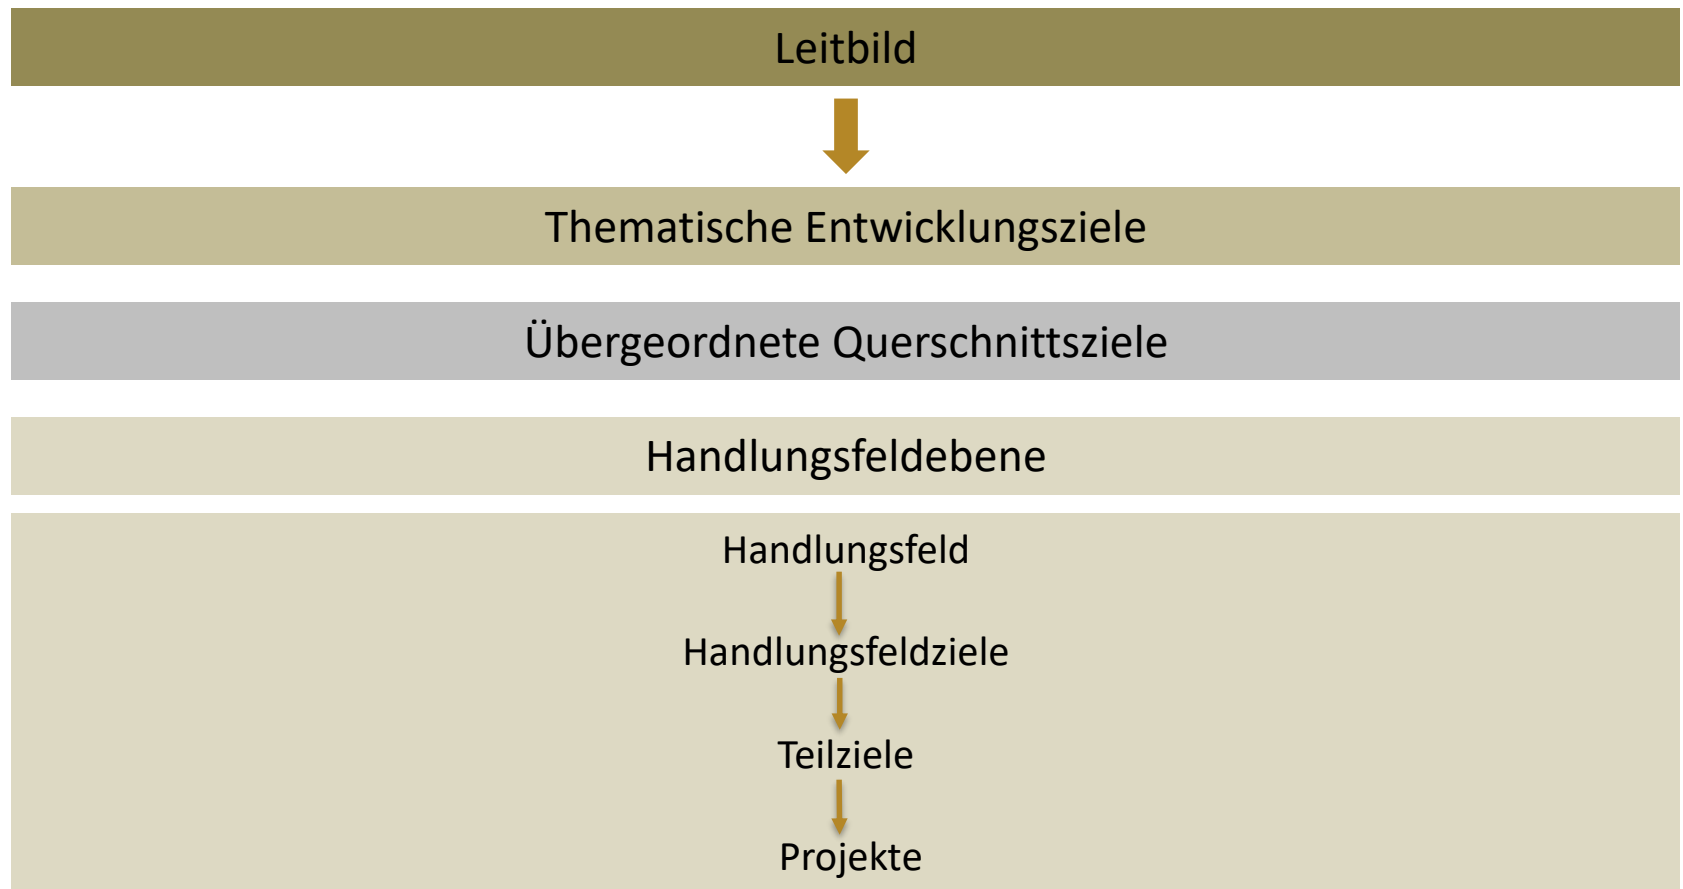 Leitbild
Thematische Entwicklungsziele
Übergeordnete Querschnittsziele
Handlungsfeldebene
Handlungsfeld
Handlungsfeldziele
Teilziele
Projekte